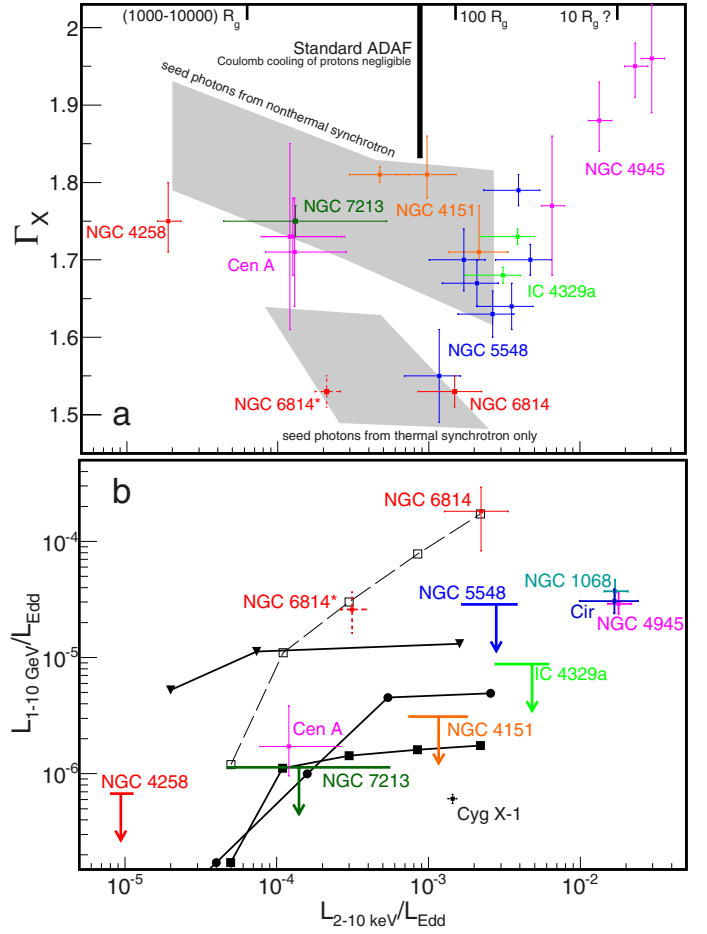 (1000-10000) R_g
100 R_g
10 R_g ?
Standard ADAF
Coulomb cooling of protons negligible
seed photons from nonthermal synchrotron
2
1.9
1.8
1.7
1.6
1.5
Γ_X
NGC 4945
NGC 4151
NGC 7213
NGC 4258
Cen A
IC 4329a
NGC 5548
NGC 6814*
NGC 6814
seed photons from thermal synchrotron only
a
b
NGC 6814
NGC 6814*
NGC 5548
NGC 1068
Cir
NGC 4945
IC 4329a
Cen A
NGC 4151
NGC 7213
NGC 4258
Cyg X-1
10^-4
10^-5
10^-6
L_1-10 GeV/L_Edd
10^-5
10^-4
10^-3
10^-2
L_2-10 keV/L_Edd